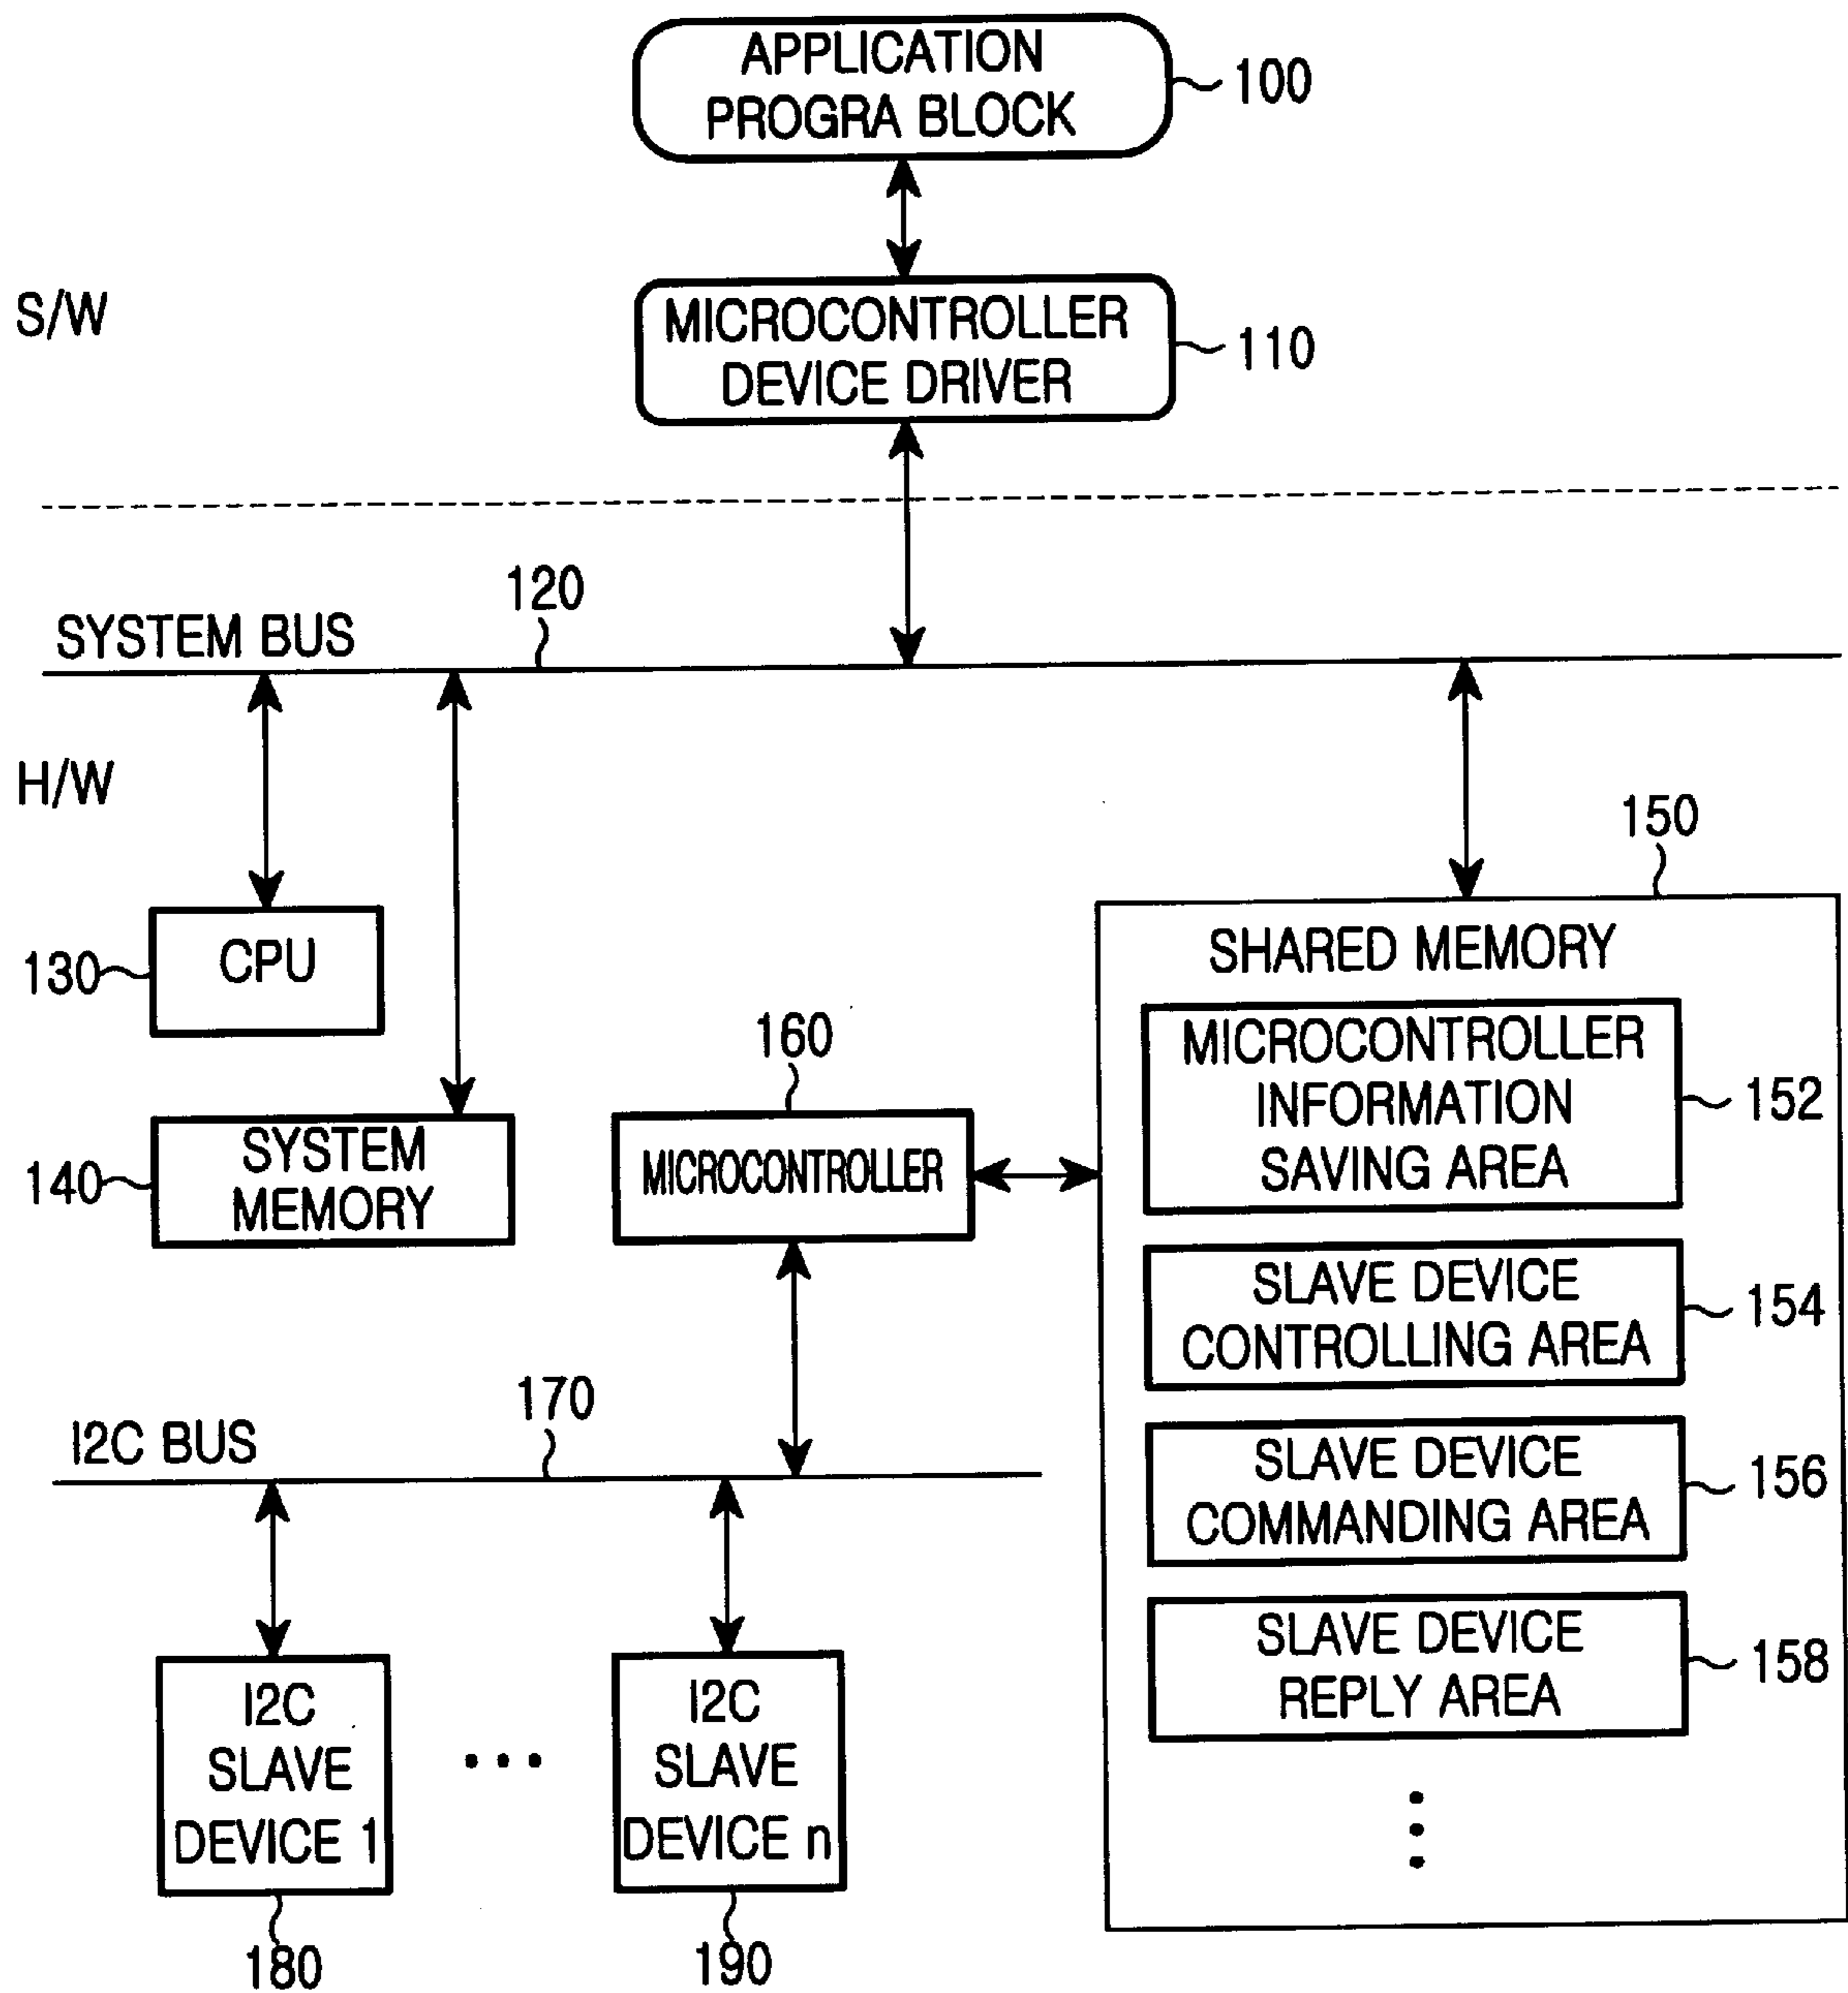 APPLICATION
PROGRA BLOCK
100
S/W
MICROCONTROLLER
DEVICE DRIVER
110
120
SYSTEM BUS
H/W
150
CPU
130
SHARED MEMORY
160
MICROCONTROLLER
INFORMATION
SAVING AREA
152
SYSTEM
MEMORY
140
MICROCONTROLLER
SLAVE DEVICE
CONTROLLING AREA
154
170
I2C BUS
SLAVE DEVICE
COMMANDING AREA
156
SLAVE DEVICE
REPLY AREA
158
I2C
SLAVE
DEVICE 1
• • •
I2C
SLAVE
DEVICE n
180
190